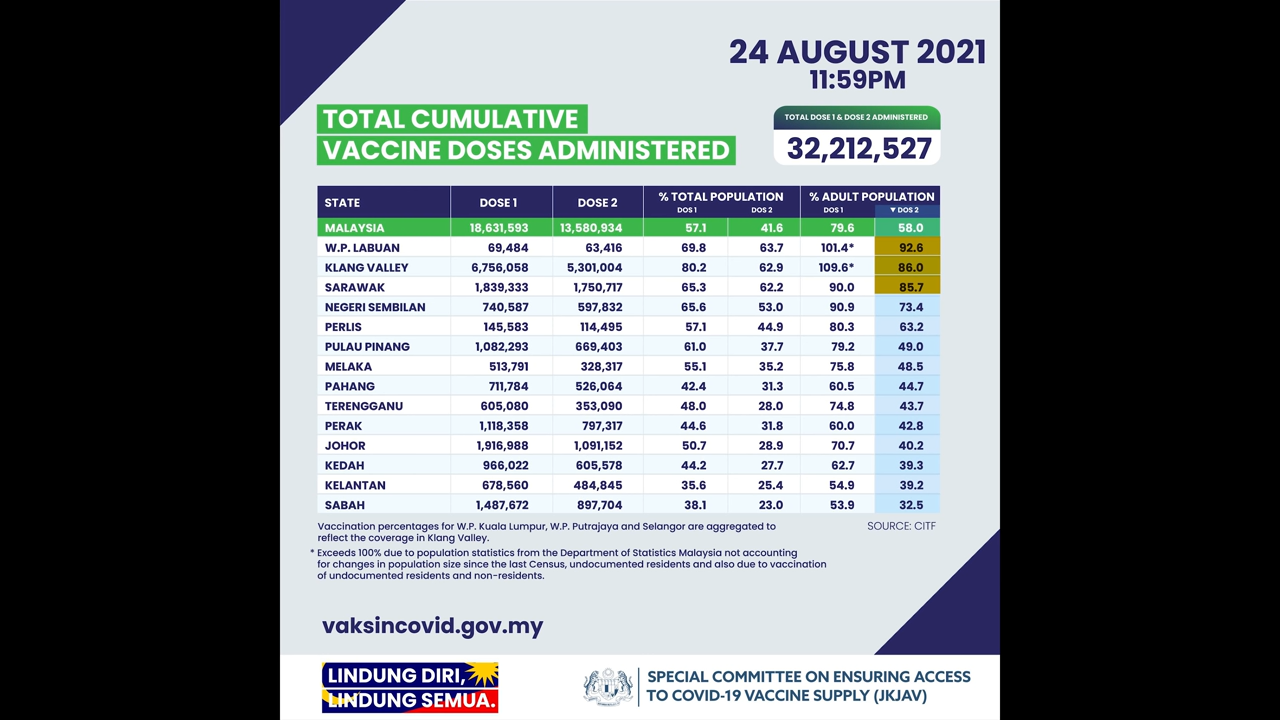 24 AUGUST 2021
11:59PM
TOTAL CUMULATIVE
VACCINE DOSES ADMINISTERED
TOTAL DOSE 1 & DOSE 2 ADMINISTERED
32,212,527
STATE DOSE 1 DOSE 2 % TOTAL POPULATION % ADULT POPULATION
DOS 1 DOS 2 DOS 1 ▼ DOS 2
MALAYSIA 18,631,593 13,580,934 57.1 41.6 79.6 58.0
W.P. LABUAN 69,484 63,416 69.8 63.7 101.4* 92.6
KLANG VALLEY 6,756,058 5,301,004 80.2 62.9 109.6* 86.0
SARAWAK 1,839,333 1,750,717 65.3 62.2 90.0 85.7
NEGERI SEMBILAN 740,587 597,832 65.6 53.0 90.9 73.4
PERLIS 145,583 114,495 57.1 44.9 80.3 63.2
PULAU PINANG 1,082,293 669,403 61.0 37.7 79.2 49.0
MELAKA 513,791 328,317 55.1 35.2 75.8 48.5
PAHANG 711,784 526,064 42.4 31.3 60.5 44.7
TERENGGANU 605,080 353,090 48.0 28.0 74.8 43.7
PERAK 1,118,358 797,317 44.6 31.8 60.0 42.8
JOHOR 1,916,988 1,091,152 50.7 28.9 70.7 40.2
KEDAH 966,022 605,578 44.2 27.7 62.7 39.3
KELANTAN 678,560 484,845 35.6 25.4 54.9 39.2
SABAH 1,487,672 897,704 38.1 23.0 53.9 32.5
Vaccination percentages for W.P. Kuala Lumpur, W.P. Putrajaya and Selangor are aggregated to
reflect the coverage in Klang Valley.
SOURCE: CITF
* Exceeds 100% due to population statistics from the Department of Statistics Malaysia not accounting
for changes in population size since the last Census, undocumented residents and also due to vaccination
of undocumented residents and non-residents.
vaksincovid.gov.my
LINDUNG DIRI,
LINDUNG SEMUA.
SPECIAL COMMITTEE ON ENSURING ACCESS
TO COVID-19 VACCINE SUPPLY (JKJAV)